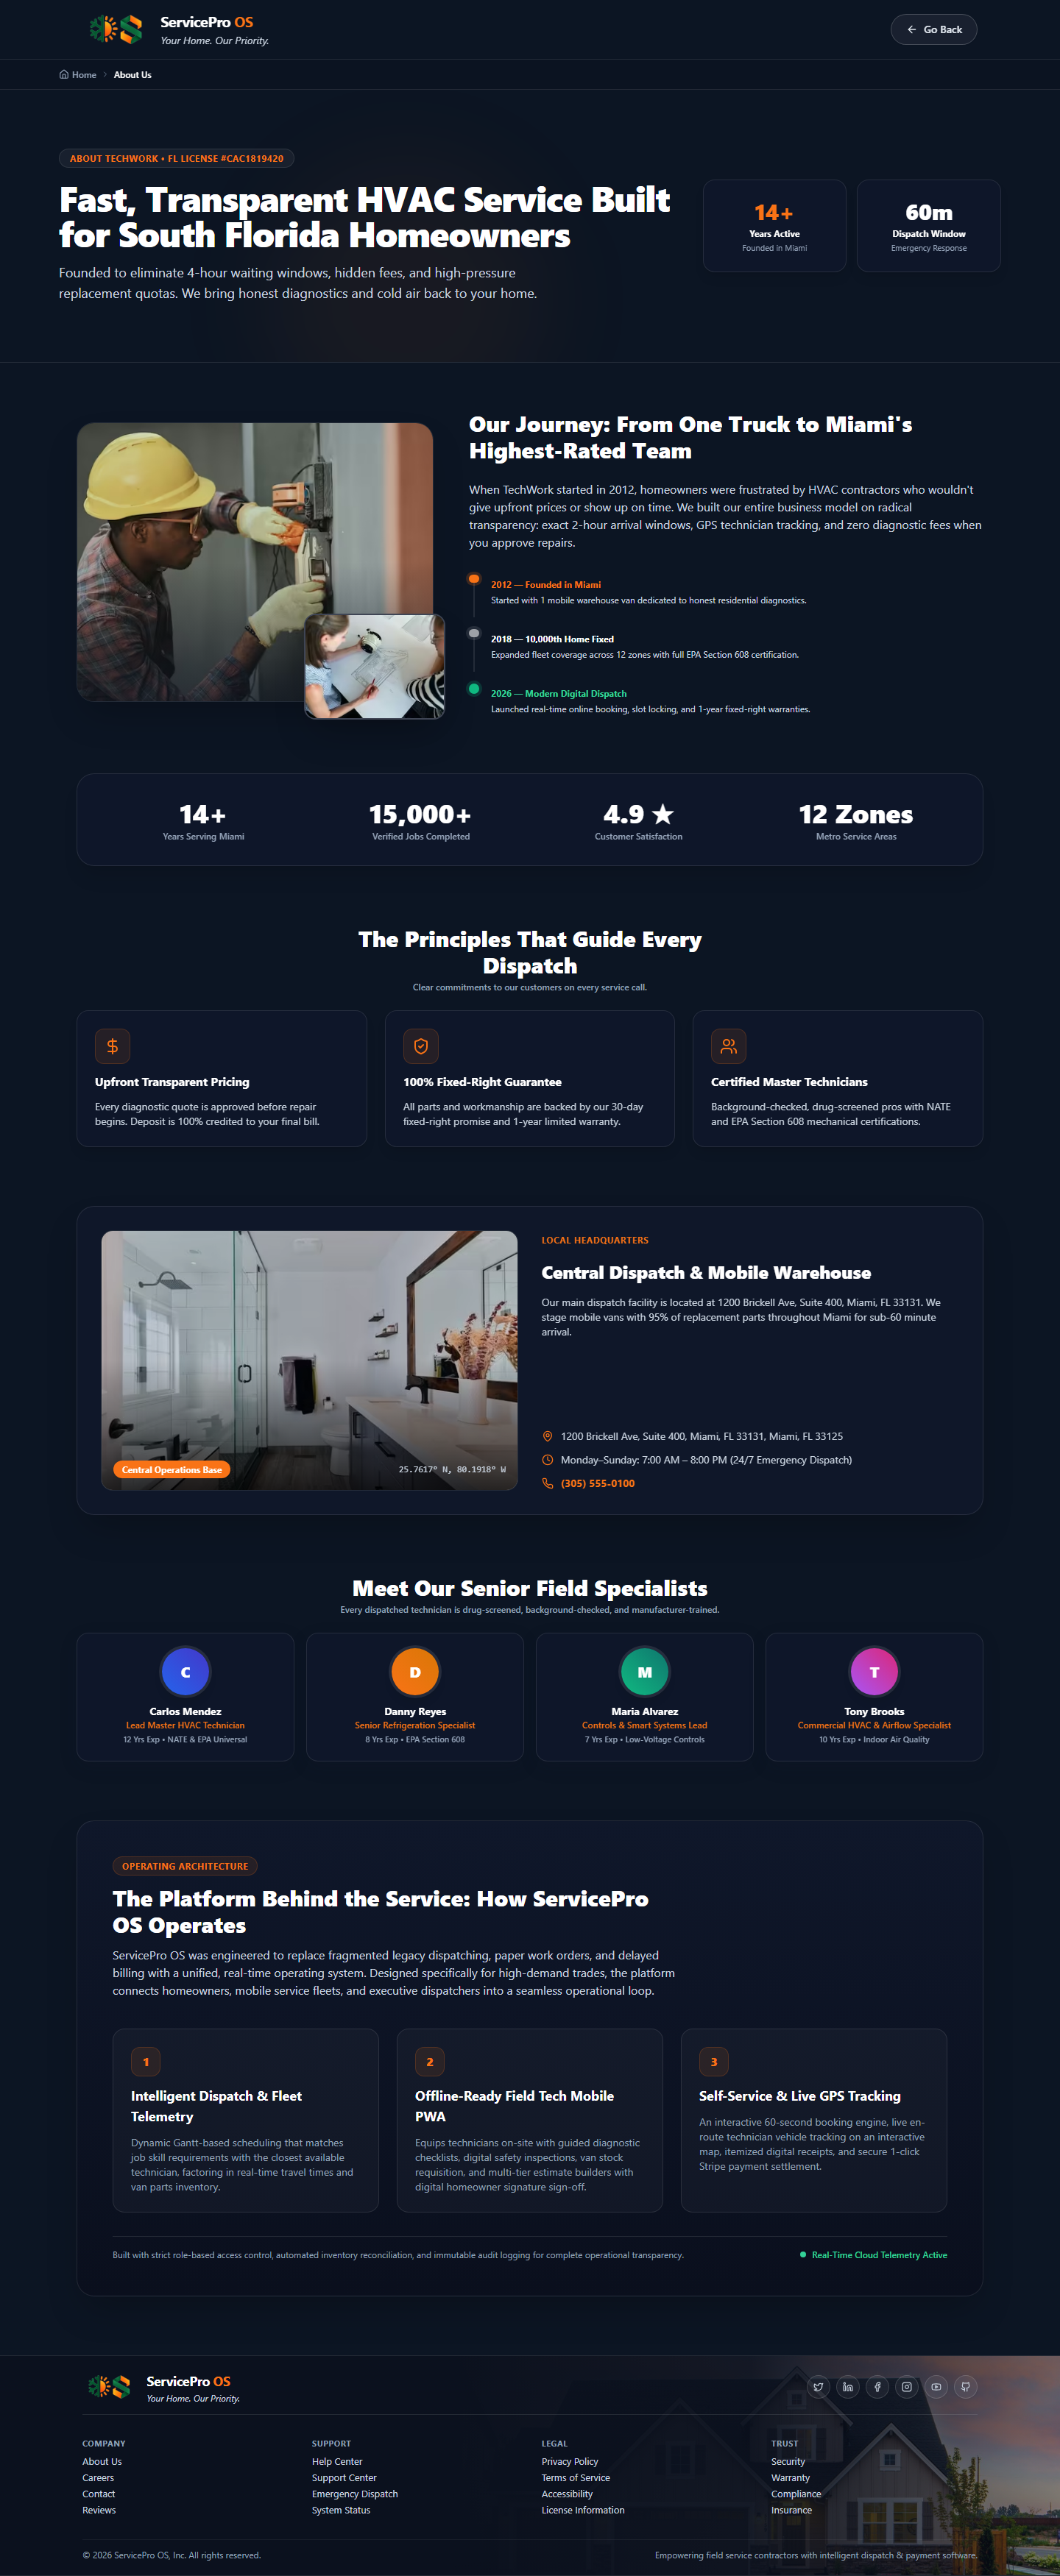 ServicePro OS
Your Home. Our Priority.
Go Back
Home
About Us
ABOUT TECHWORK • FL LICENSE #CAC1819420
Fast, Transparent HVAC Service Built
for South Florida Homeowners
Founded to eliminate 4-hour waiting windows, hidden fees, and high-pressure
replacement quotas. We bring honest diagnostics and cold air back to your home.
14+
Years Active
Founded in Miami
60m
Dispatch Window
Emergency Response
Our Journey: From One Truck to Miami's
Highest-Rated Team
When TechWork started in 2012, homeowners were frustrated by HVAC contractors who wouldn't
give upfront prices or show up on time. We built our entire business model on radical
transparency: exact 2-hour arrival windows, GPS technician tracking, and zero diagnostic fees when
you approve repairs.
2012 — Founded in Miami
Started with 1 mobile warehouse van dedicated to honest residential diagnostics.
2018 — 10,000th Home Fixed
Expanded fleet coverage across 12 zones with full EPA Section 608 certification.
2026 — Modern Digital Dispatch
Launched real-time online booking, slot locking, and 1-year fixed-right warranties.
14+
Years Serving Miami
15,000+
Verified Jobs Completed
4.9 ★
Customer Satisfaction
12 Zones
Metro Service Areas
The Principles That Guide Every
Dispatch
Clear commitments to our customers on every service call.
Upfront Transparent Pricing
Every diagnostic quote is approved before repair
begins. Deposit is 100% credited to your final bill.
100% Fixed-Right Guarantee
All parts and workmanship are backed by our 30-day
fixed-right promise and 1-year limited warranty.
Certified Master Technicians
Background-checked, drug-screened pros with NATE
and EPA Section 608 mechanical certifications.
Central Operations Base
25.7617° N, 80.1918° W
LOCAL HEADQUARTERS
Central Dispatch & Mobile Warehouse
Our main dispatch facility is located at 1200 Brickell Ave, Suite 400, Miami, FL 33131. We
stage mobile vans with 95% of replacement parts throughout Miami for sub-60 minute
arrival.
1200 Brickell Ave, Suite 400, Miami, FL 33131, Miami, FL 33125
Monday–Sunday: 7:00 AM – 8:00 PM (24/7 Emergency Dispatch)
(305) 555-0100
Meet Our Senior Field Specialists
Every dispatched technician is drug-screened, background-checked, and manufacturer-trained.
C
Carlos Mendez
Lead Master HVAC Technician
12 Yrs Exp • NATE & EPA Universal
D
Danny Reyes
Senior Refrigeration Specialist
8 Yrs Exp • EPA Section 608
M
Maria Alvarez
Controls & Smart Systems Lead
7 Yrs Exp • Low-Voltage Controls
T
Tony Brooks
Commercial HVAC & Airflow Specialist
10 Yrs Exp • Indoor Air Quality
OPERATING ARCHITECTURE
The Platform Behind the Service: How ServicePro
OS Operates
ServicePro OS was engineered to replace fragmented legacy dispatching, paper work orders, and delayed
billing with a unified, real-time operating system. Designed specifically for high-demand trades, the platform
connects homeowners, mobile service fleets, and executive dispatchers into a seamless operational loop.
1
Intelligent Dispatch & Fleet
Telemetry
Dynamic Gantt-based scheduling that matches
job skill requirements with the closest available
technician, factoring in real-time travel times and
van parts inventory.
2
Offline-Ready Field Tech Mobile
PWA
Equips technicians on-site with guided diagnostic
checklists, digital safety inspections, van stock
requisition, and multi-tier estimate builders with
digital homeowner signature sign-off.
3
Self-Service & Live GPS Tracking
An interactive 60-second booking engine, live en-
route technician vehicle tracking on an interactive
map, itemized digital receipts, and secure 1-click
Stripe payment settlement.
Built with strict role-based access control, automated inventory reconciliation, and immutable audit logging for complete operational transparency.
Real-Time Cloud Telemetry Active
ServicePro OS
Your Home. Our Priority.
COMPANY
About Us
Careers
Contact
Reviews
SUPPORT
Help Center
Support Center
Emergency Dispatch
System Status
LEGAL
Privacy Policy
Terms of Service
Accessibility
License Information
TRUST
Security
Warranty
Compliance
Insurance
© 2026 ServicePro OS, Inc. All rights reserved.
Empowering field service contractors with intelligent dispatch & payment software.